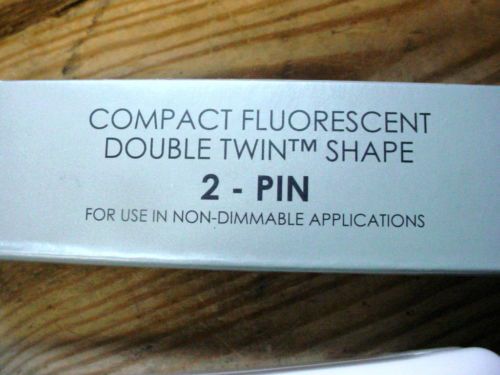 COMPACT FLUORESCENT
DOUBLE TWIN™ SHAPE
2 - PIN
FOR USE IN NON-DIMMABLE APPLICATIONS